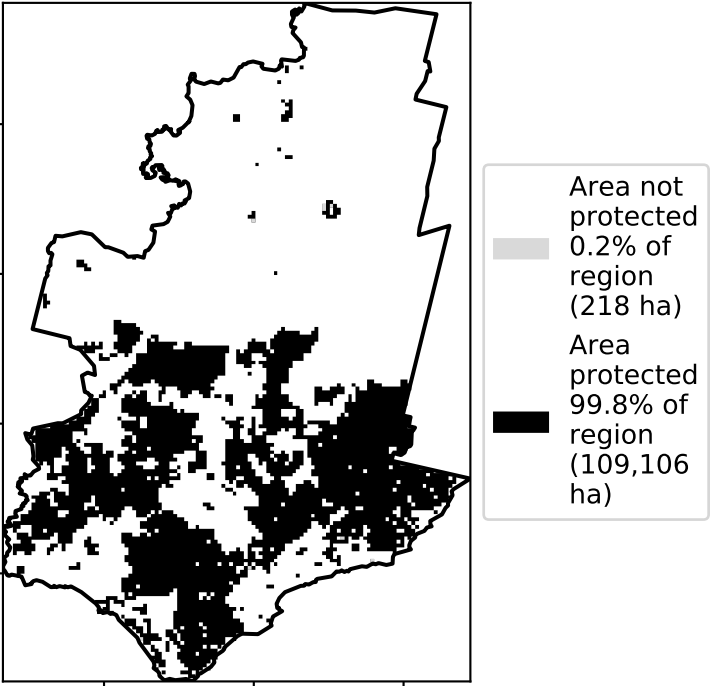 Area not
protected
0.2% of
region
(218 ha)
Area
protected
99.8% of
region
(109,106
ha)